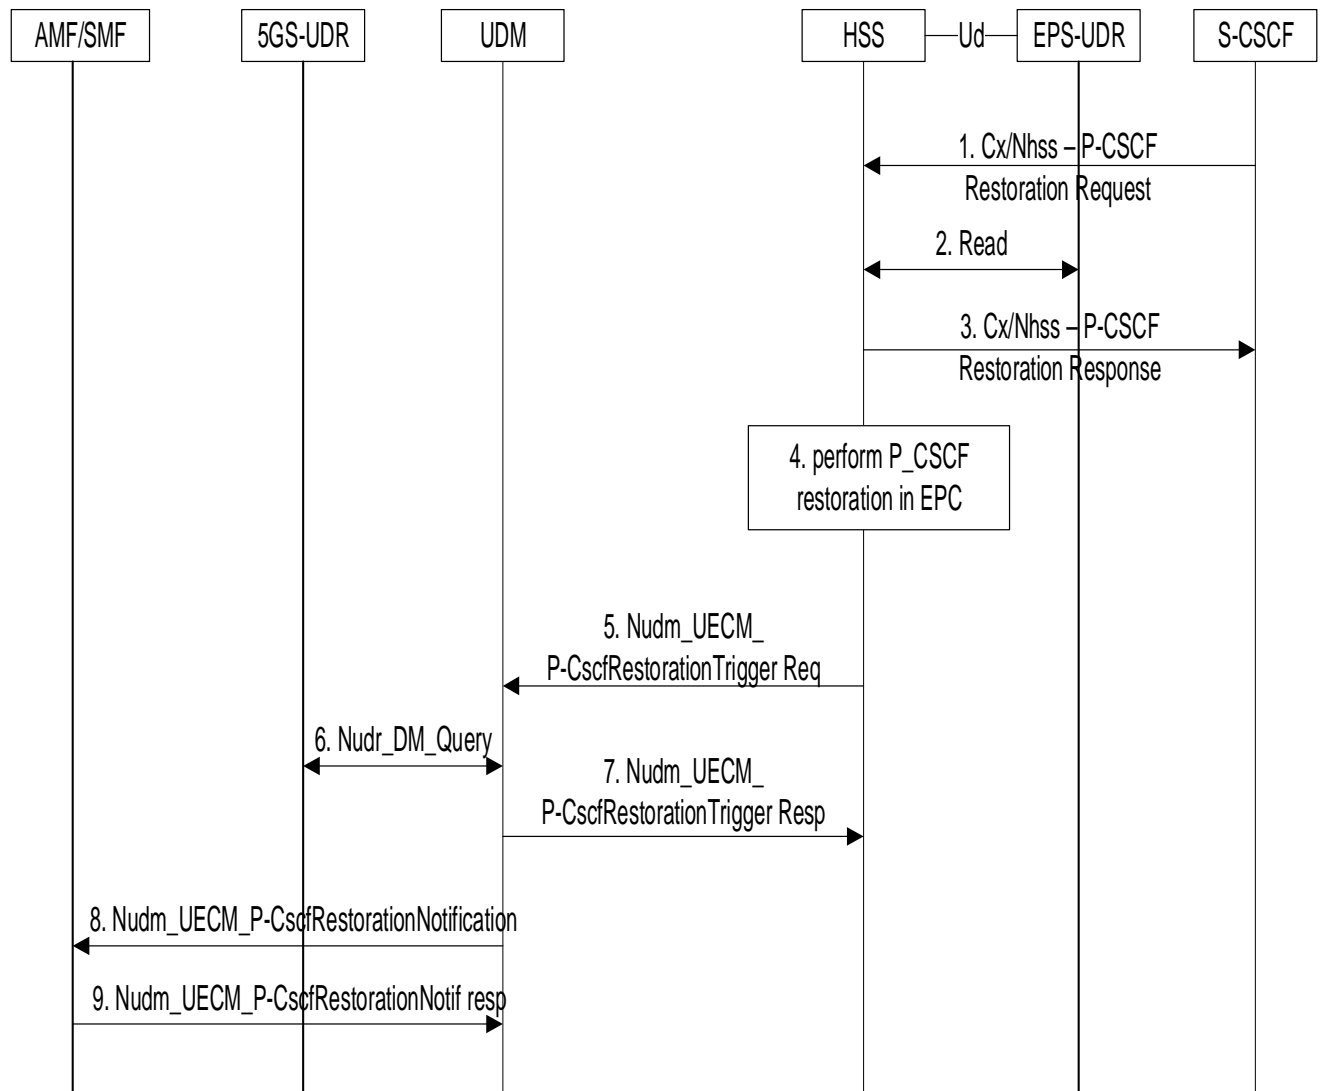 AMF/SMF
5GS-UDR
UDM
HSS
Ud
EPS-UDR
S-CSCF
1. Cx/Nhss – P-CSCF
Restoration Request
2. Read
3. Cx/Nhss – P-CSCF
Restoration Response
4. perform P_CSCF
restoration in EPC
5. Nudm_UECM_
P-CscfRestorationTrigger Req
6. Nudr_DM_Query
7. Nudm_UECM_
P-CscfRestorationTrigger Resp
8. Nudm_UECM_P-CscfRestorationNotification
9. Nudm_UECM_P-CscfRestorationNotif resp